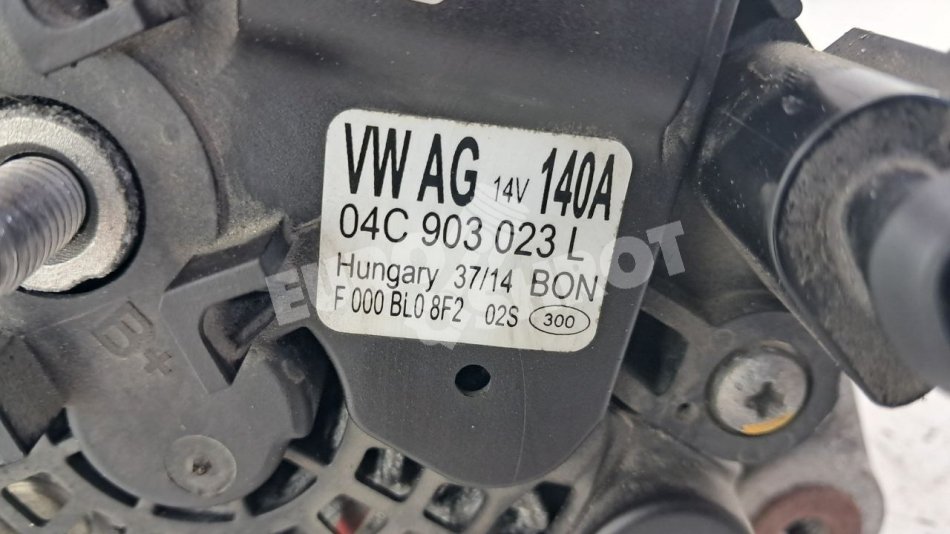 VW AG 14V 140A
04C 903 023 L
Hungary 37/14 BON
F 000 BL0 8F2 02S 300
B+